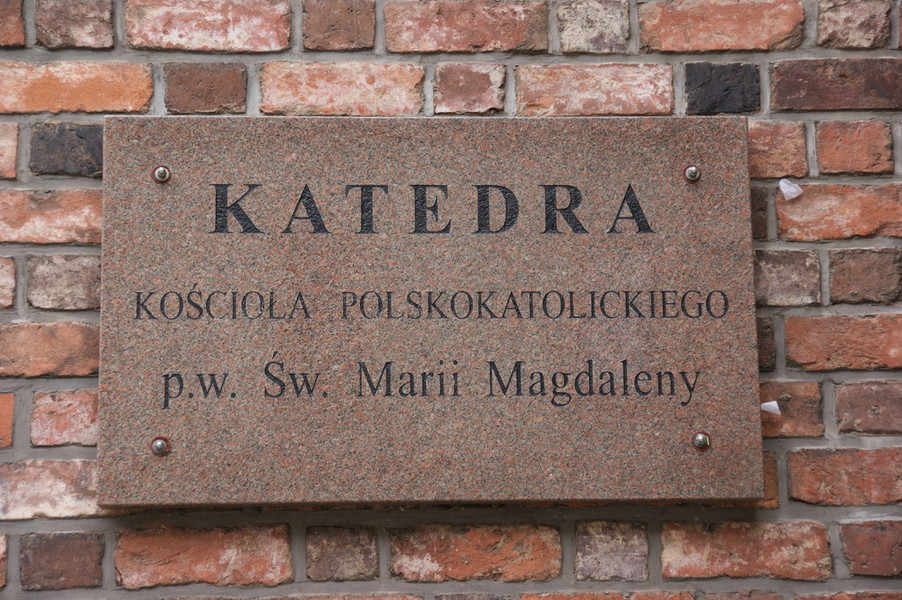 KATEDRA
KOŚCIOŁA POLSKOKATOLICKIEGO
p.w. Św. Marii Magdaleny